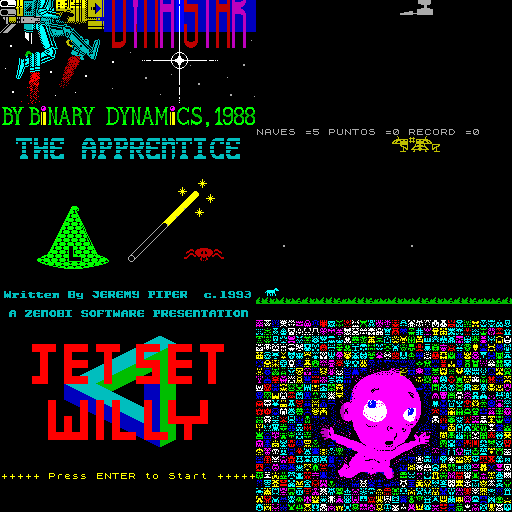 DYNASTAR
BY BiNARY DYNAMiCS, 1988
NAVES =5 PUNTOS =0 RECORD =0
THE APPRENTICE
Written By JEREMY PIPER c.1993
A ZENOBI SOFTWARE PRESENTATION
JET SET
WILLY
+++++ Press ENTER to Start +++++